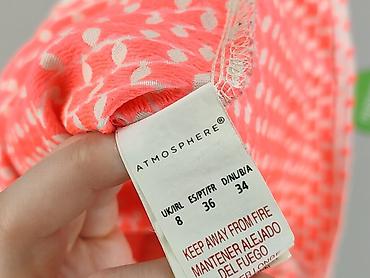 ATMOSPHERE®
UK/IRL ES/PT/FR D/NL/B/A
8 36 34
KEEP AWAY FROM FIRE
MANTENER ALEJADO
DEL FUEGO